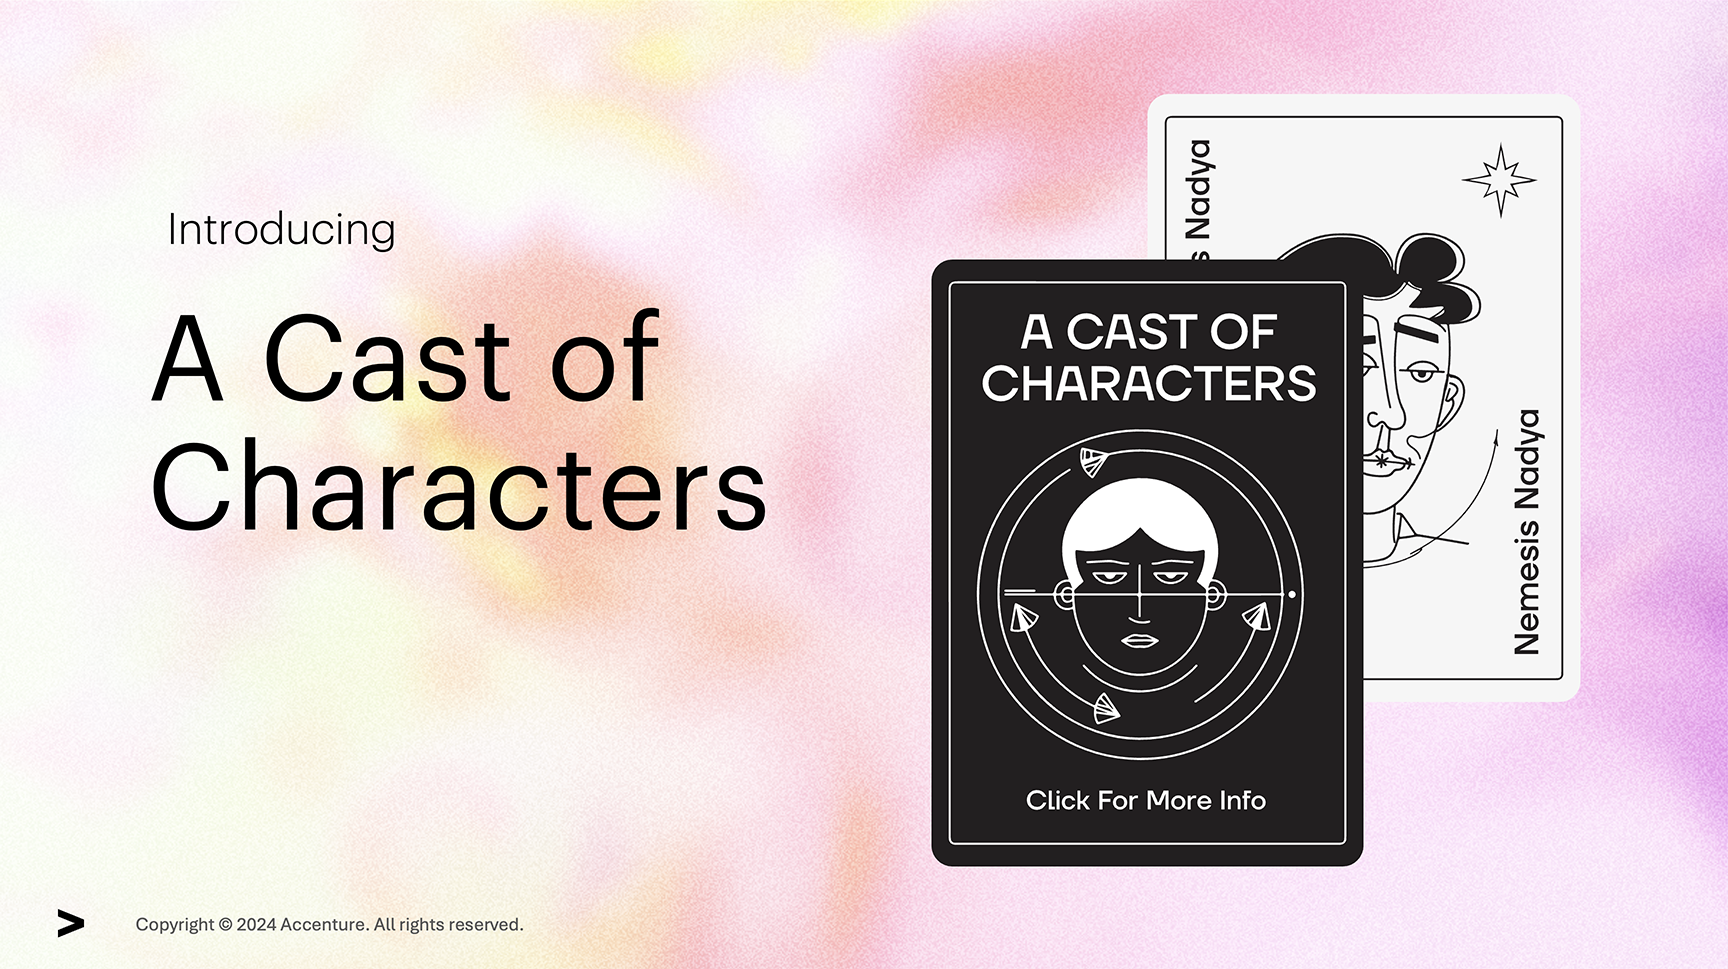 Introducing
A Cast of
Characters
A CAST OF
CHARACTERS
Click For More Info
s Nadya
Nemesis Nadya
Copyright © 2024 Accenture. All rights reserved.